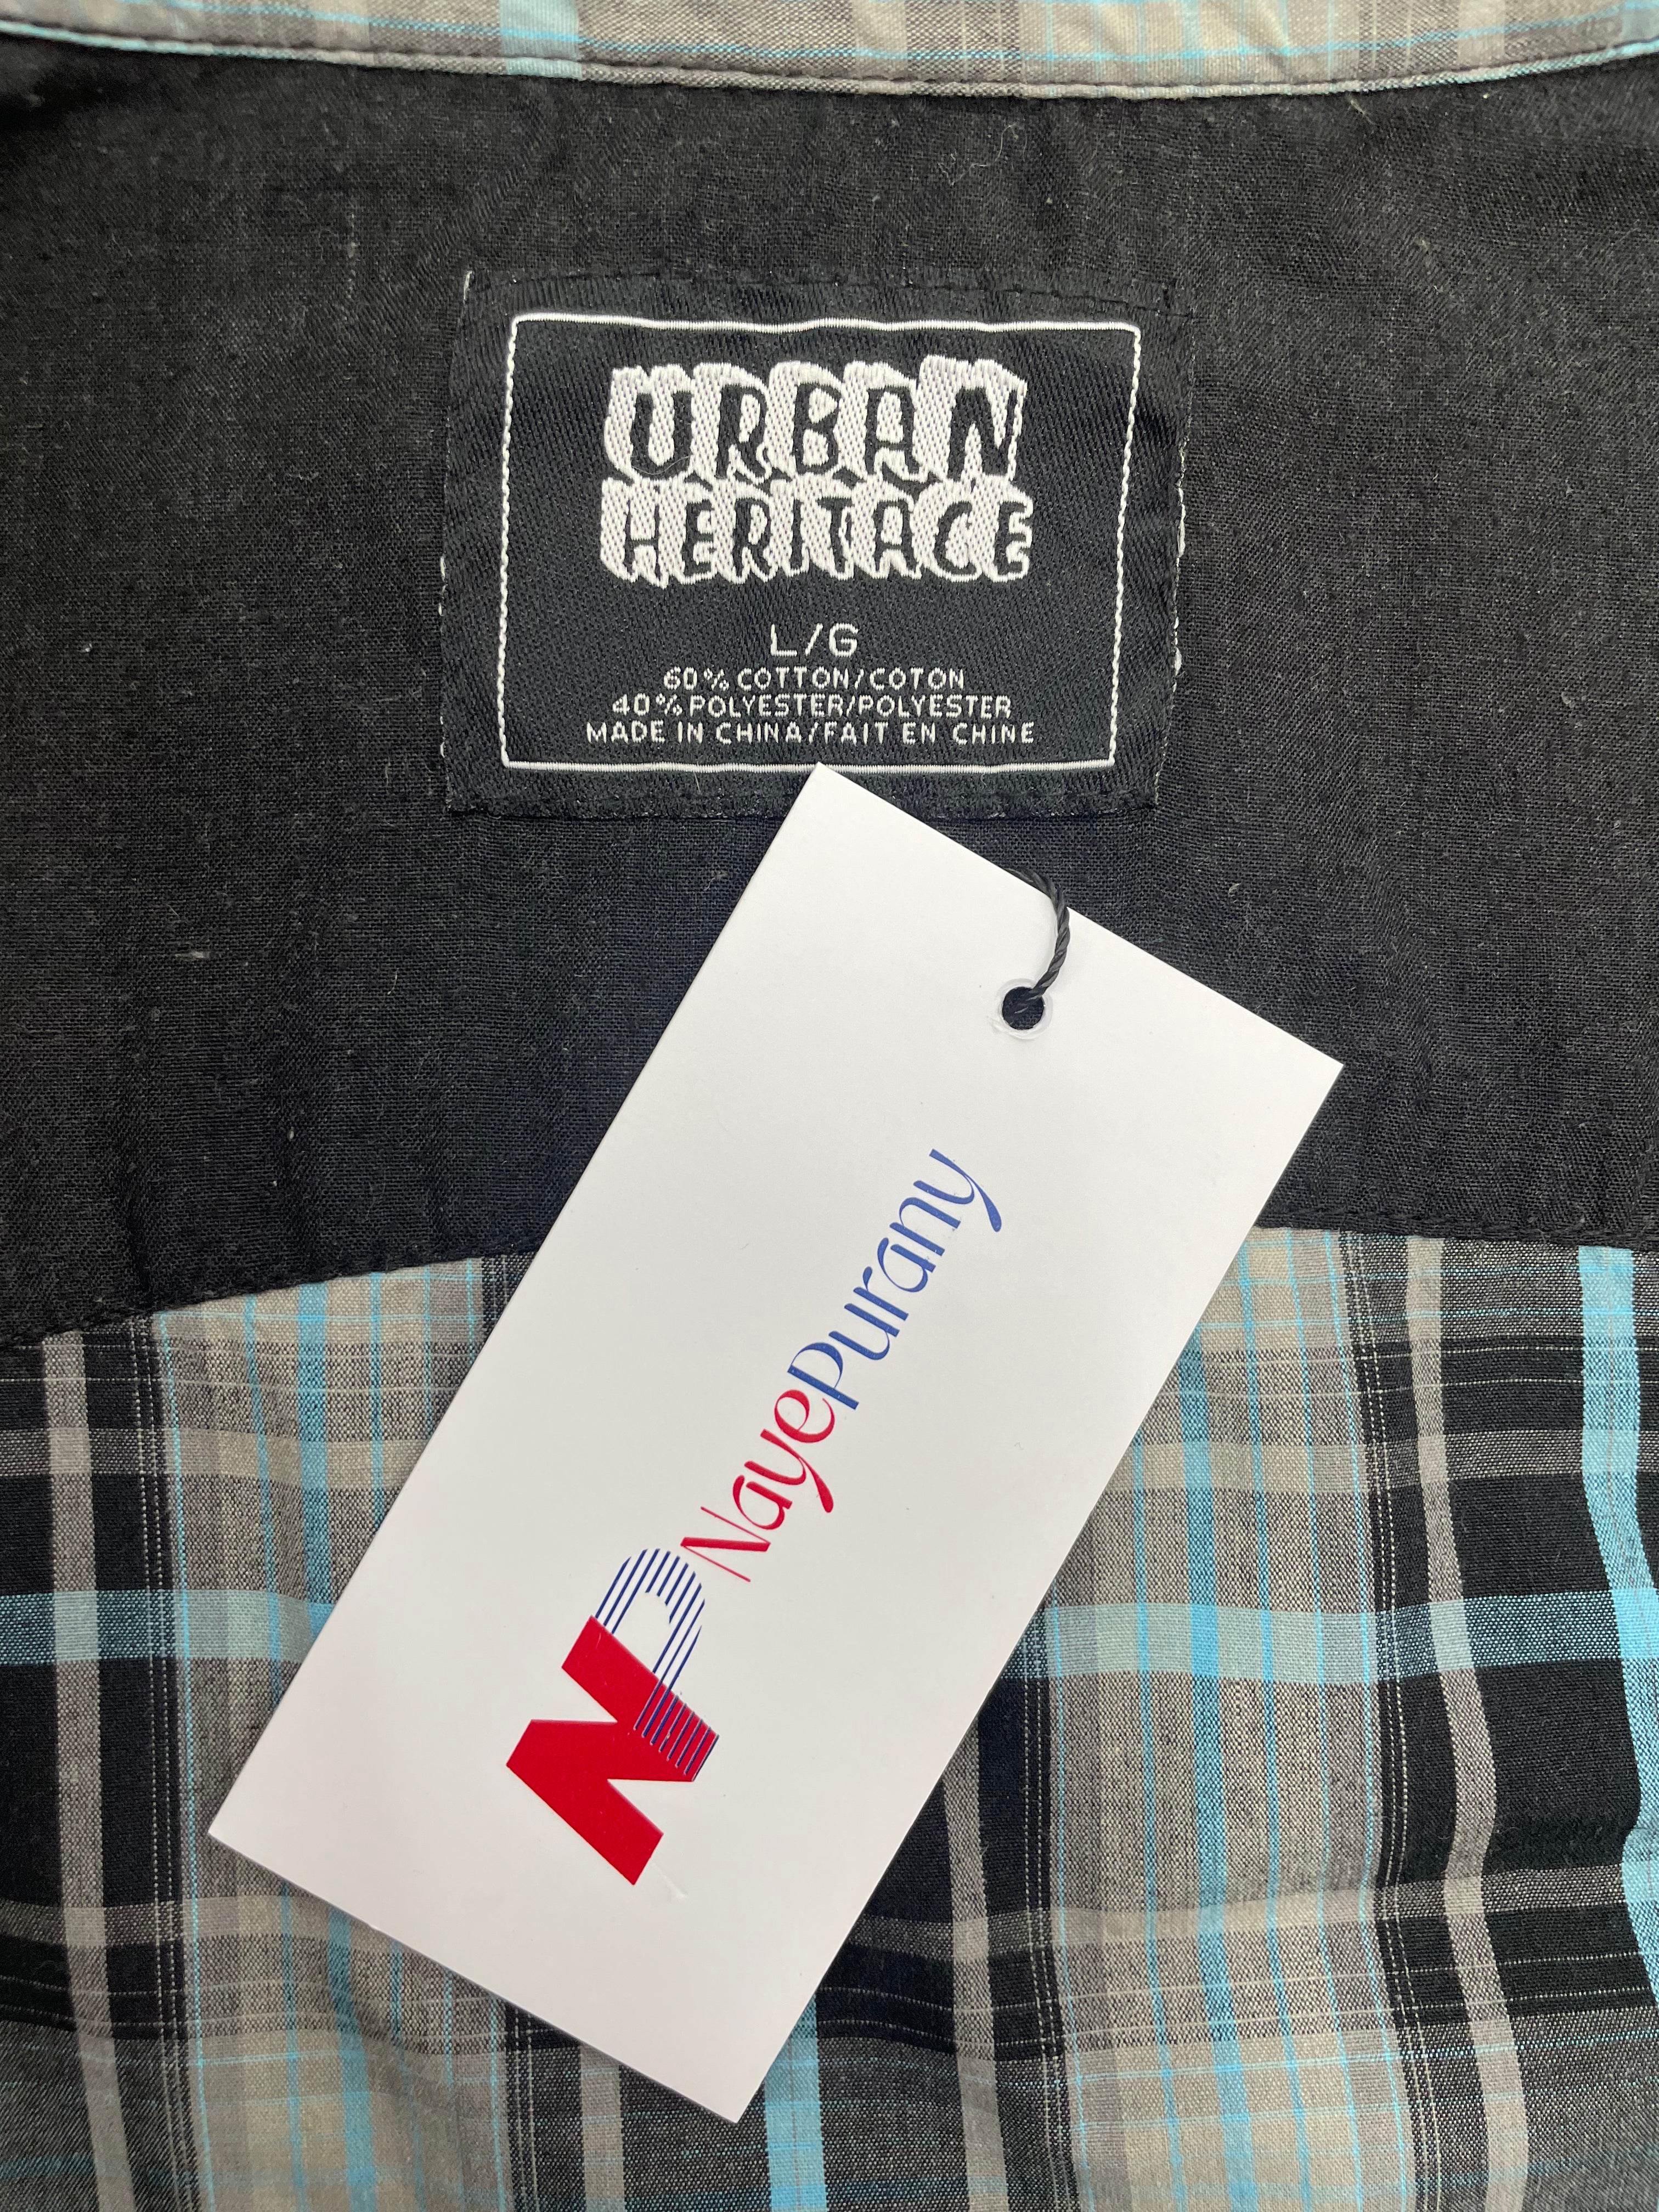 URBAN
HERITAGE
L/G
60% COTTON/COTON
40% POLYESTER/POLYESTER
MADE IN CHINA/FAIT EN CHINE
NP
NayePurany